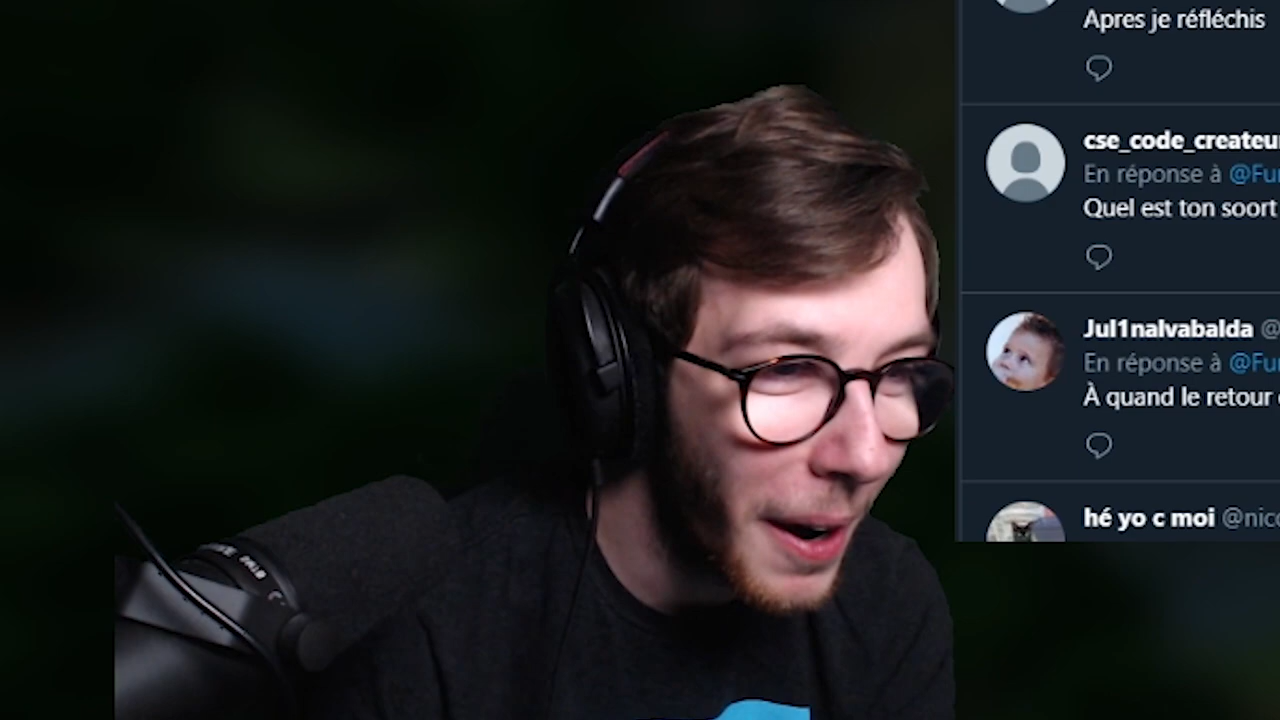 Apres je réfléchis
cse_code_createu
En réponse à @Fu
Quel est ton soort
Jul1nalvabalda @
En réponse à @Fu
À quand le retour
hé yo c moi @nico